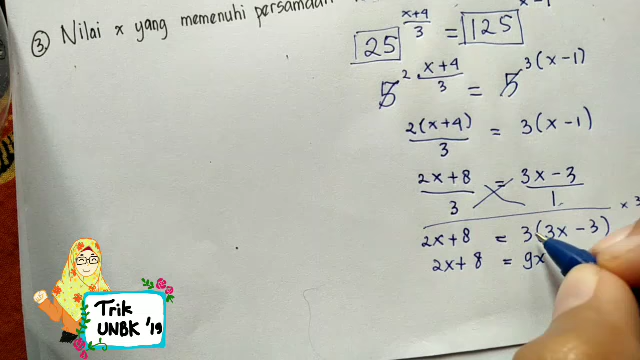 ③ Nilai x yang memenuhi persamaan
25^(x+4)/3 = 125^x-1
5^2·(x+4)/3 = 5^3(x-1)
2(x+4)/3 = 3(x-1)
2x+8/3 = 3x-3/1
x 3
2x+8 = 3(3x-3)
2x+8 = 9x
Trik
UNBK '19